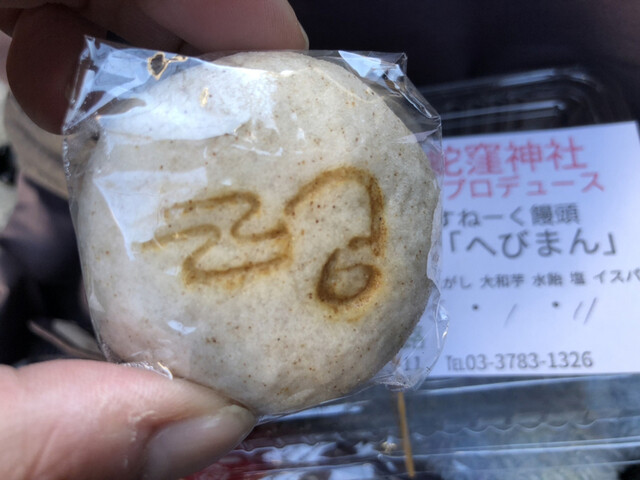 蛇窪神社
プロデュース
すねーく饅頭
「へびまん」
がし 大和芋 水飴 塩 イスパ
℡03-3783-1326